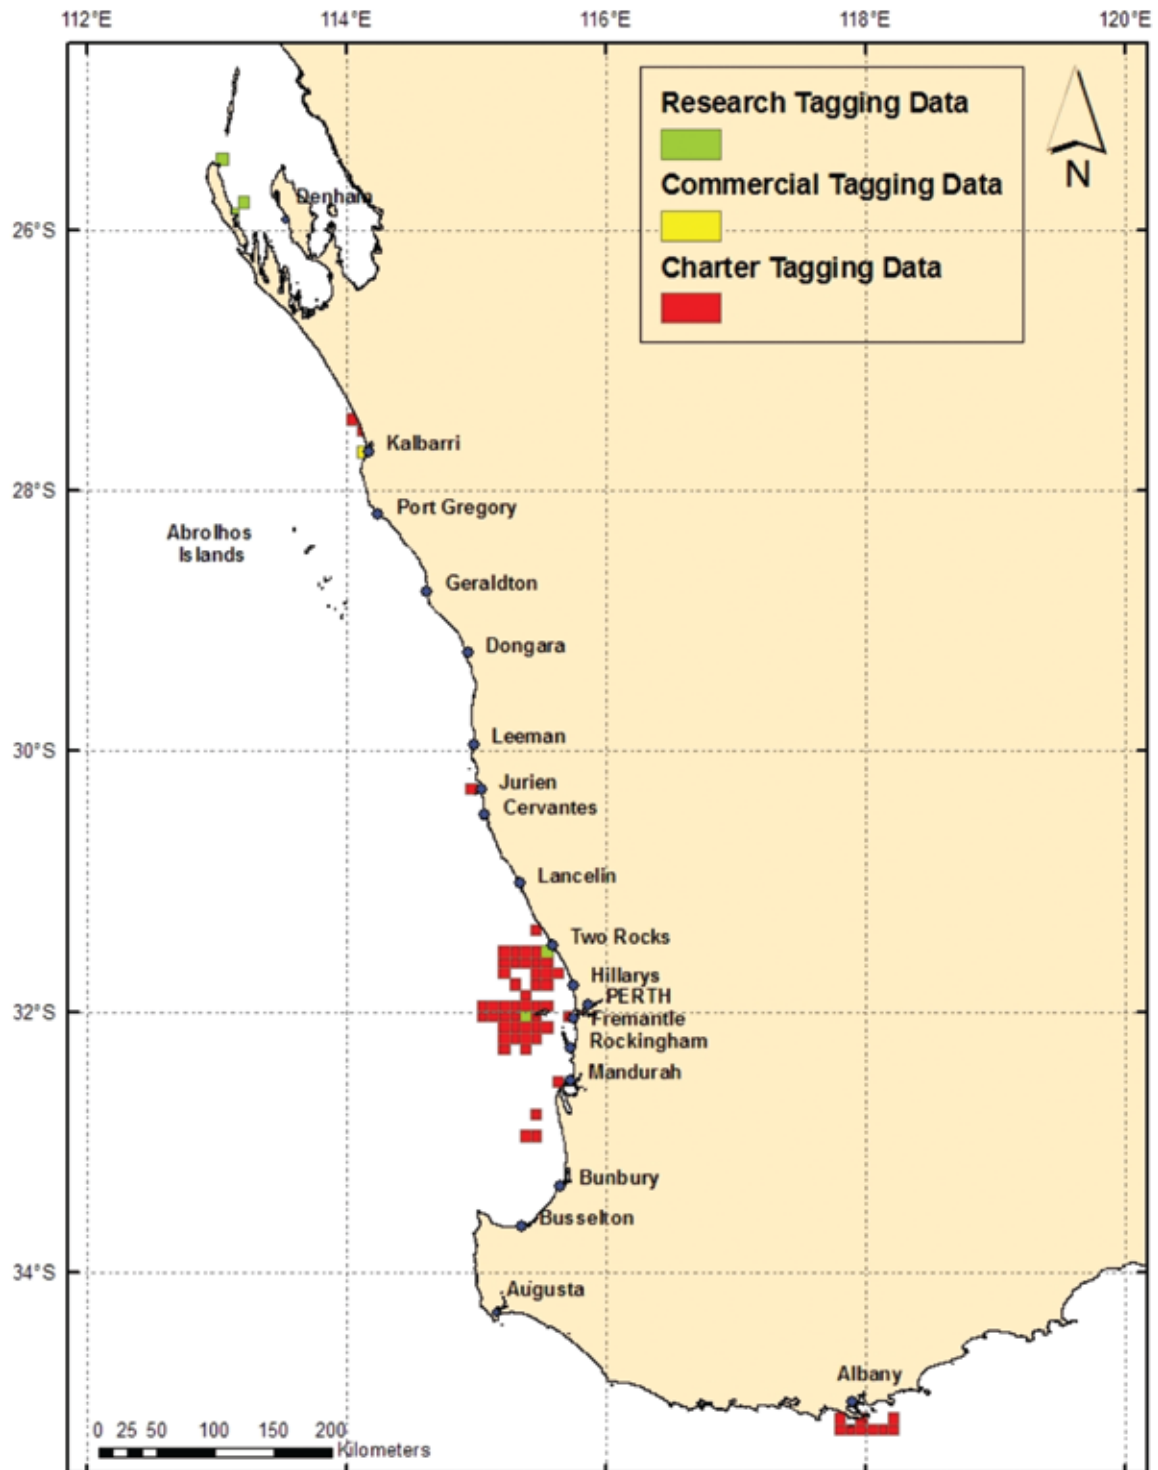 112°E 114°E 116°E 118°E 120°E
Research Tagging Data
Commercial Tagging Data
Charter Tagging Data
N
Denham
26°S
Kalbarri
28°S
Port Gregory
Abrolhos
Islands
Geraldton
Dongara
Leeman
30°S
Jurien
Cervantes
Lancelin
Two Rocks
Hillarys
PERTH
32°S
Fremantle
Rockingham
Mandurah
Bunbury
Busselton
34°S
Augusta
Albany
0 25 50 100 150 200
Kilometers